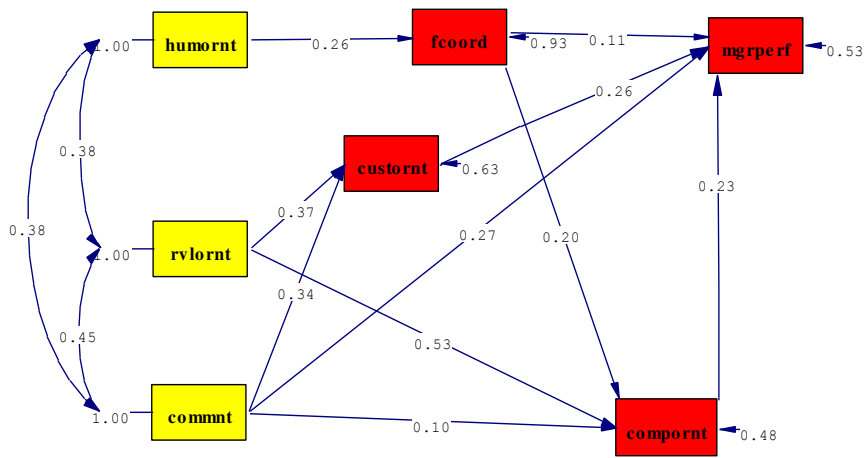 1.00
humornt
0.26
fcoord
0.93
0.11
mgrperf
0.53
0.38
0.26
custornt
0.63
0.37
0.23
0.38
1.00
rvlornt
0.27
0.20
0.34
0.45
0.53
1.00
commnt
0.10
compornt
0.48